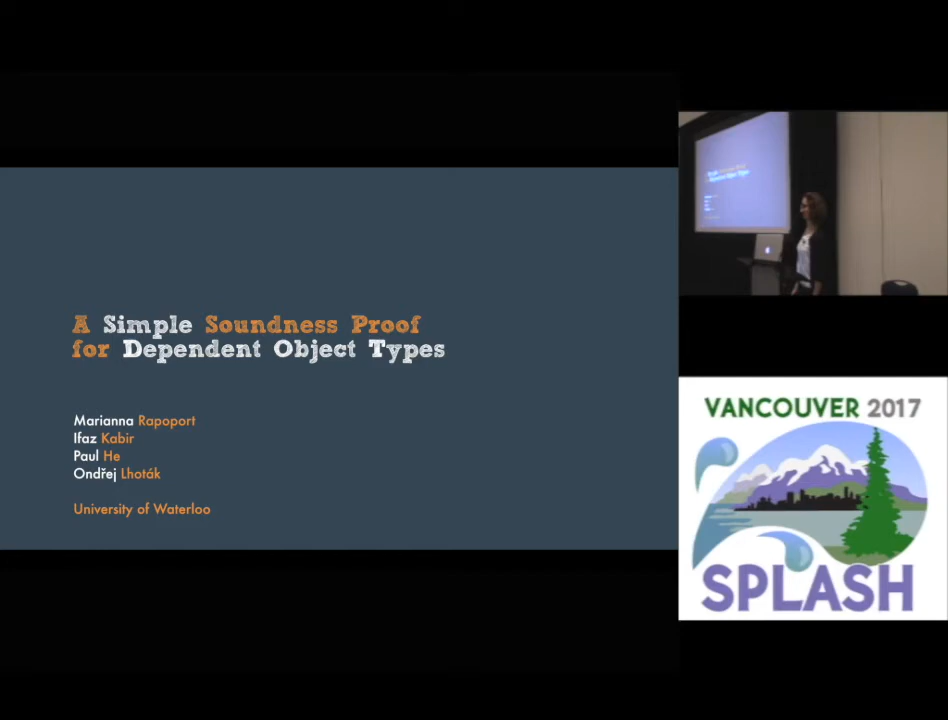 A Simple Soundness Proof
for Dependent Object Types
Marianna Rapoport
Ifaz Kabir
Paul He
Ondřej Lhoták
University of Waterloo
VANCOUVER 2017
SPLASH